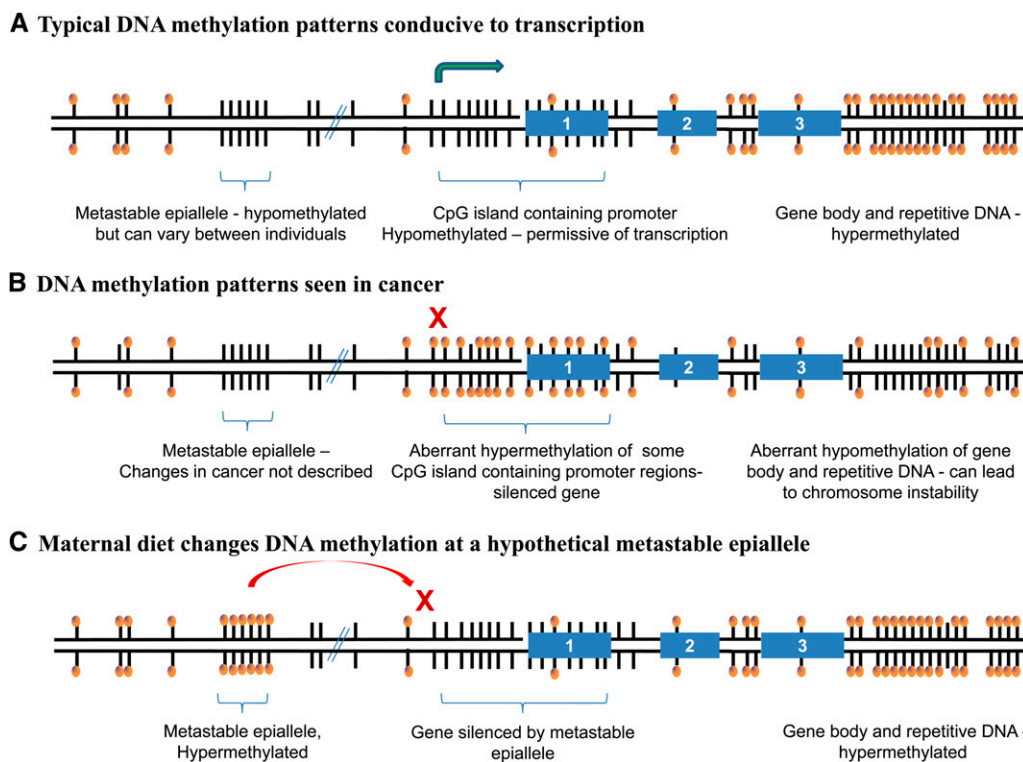 A Typical DNA methylation patterns conducive to transcription
1 2 3
Metastable epiallele - hypomethylated
but can vary between individuals
CpG island containing promoter
Hypomethylated – permissive of transcription
Gene body and repetitive DNA -
hypermethylated
B DNA methylation patterns seen in cancer
X
1 2 3
Metastable epiallele –
Changes in cancer not described
Aberrant hypermethylation of some
CpG island containing promoter regions-
silenced gene
Aberrant hypomethylation of gene
body and repetitive DNA - can lead
to chromosome instability
C Maternal diet changes DNA methylation at a hypothetical metastable epiallele
X
1 2 3
Metastable epiallele,
Hypermethylated
Gene silenced by metastable
epiallele
Gene body and repetitive DNA -
hypermethylated